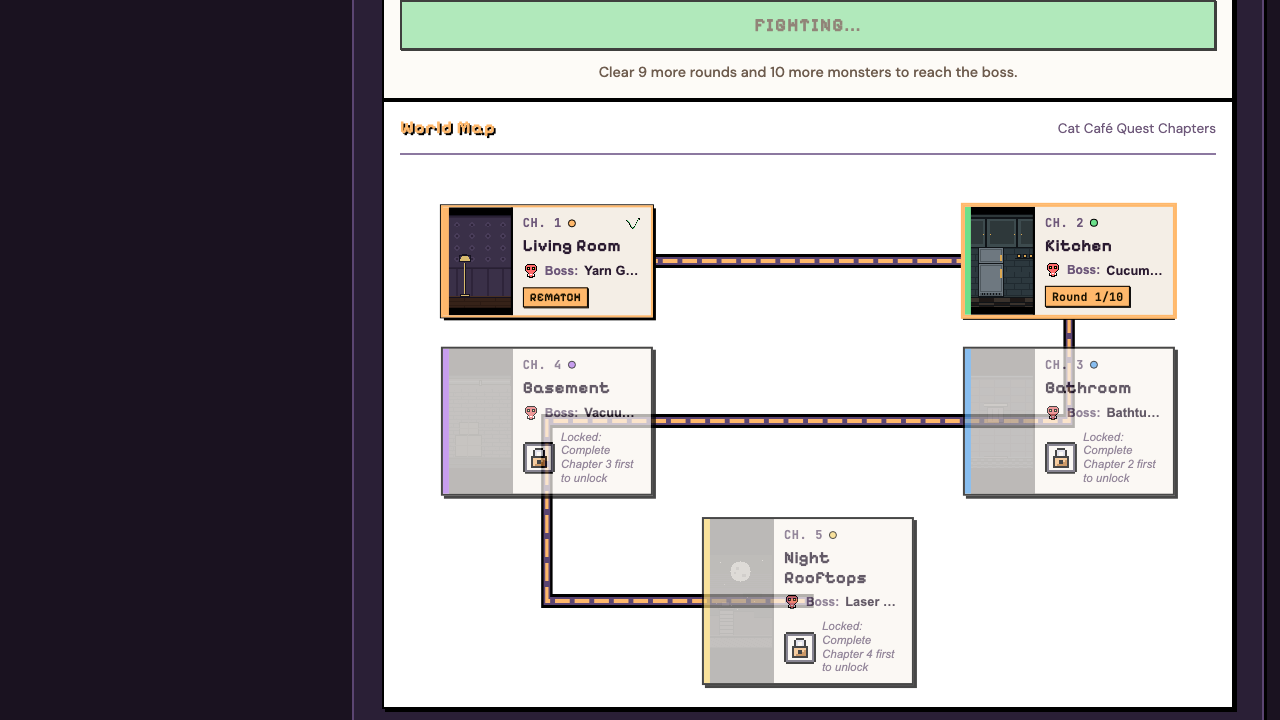 FIGHTING...
Clear 9 more rounds and 10 more monsters to reach the boss.
World Map
Cat Café Quest Chapters
CH. 1
Living Room
Boss: Yarn G...
REMATCH
CH. 2
Kitchen
Boss: Cucum...
Round 1/10
CH. 4
Basement
Boss: Vacuu...
Locked:
Complete
Chapter 3 first
to unlock
CH. 3
Bathroom
Boss: Bathtu...
Locked:
Complete
Chapter 2 first
to unlock
CH. 5
Night
Rooftops
Boss: Laser ...
Locked:
Complete
Chapter 4 first
to unlock